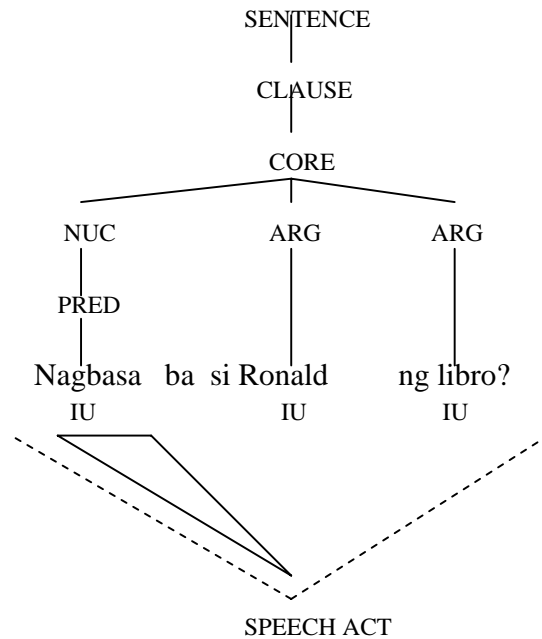 SENTENCE
CLAUSE
CORE
NUC ARG ARG
PRED
Nagbasa ba si Ronald ng libro?
IU IU IU
SPEECH ACT